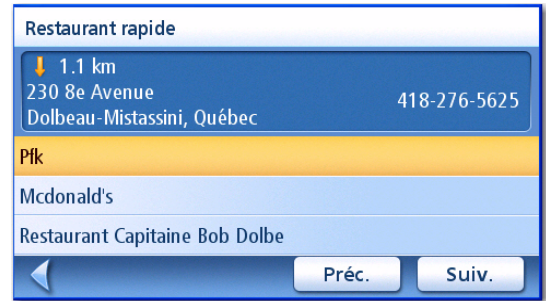 Restaurant rapide
1.1 km
230 8e Avenue
418-276-5625
Dolbeau-Mistassini, Québec
Pfk
Mcdonald's
Restaurant Capitaine Bob Dolbe
Préc.
Suiv.